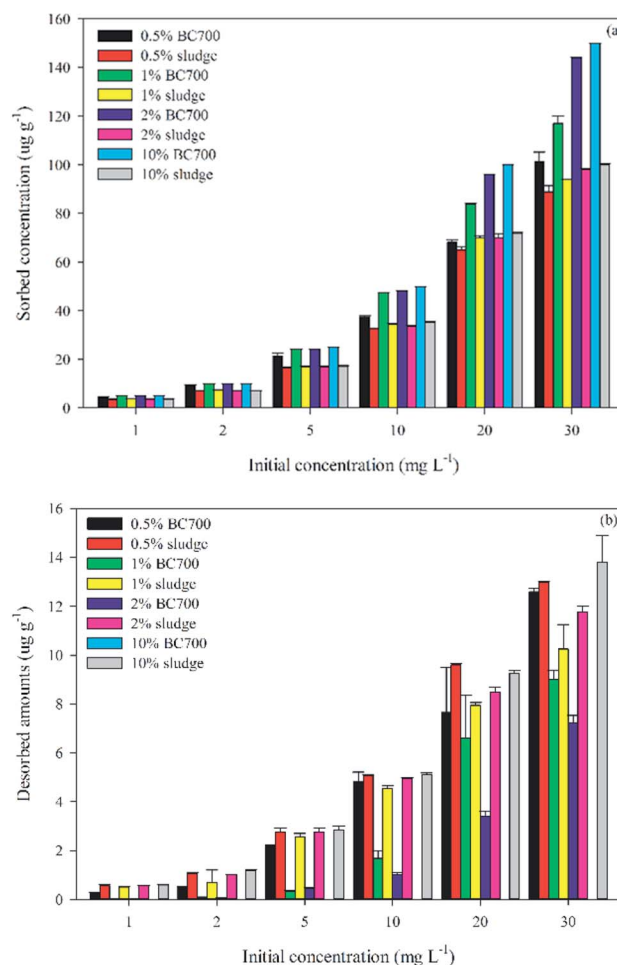 160
140
120
100
80
60
40
20
0
Sorbed concentration (ug g-1)
(a)
0.5% BC700
0.5% sludge
1% BC700
1% sludge
2% BC700
2% sludge
10% BC700
10% sludge
1 2 5 10 20 30
Initial concentration (mg L-1)
16
14
12
10
8
6
4
2
0
Desorbed amounts (ug g-1)
(b)
0.5% BC700
0.5% sludge
1% BC700
1% sludge
2% BC700
2% sludge
10% BC700
10% sludge
1 2 5 10 20 30
Initial concentration (mg L-1)